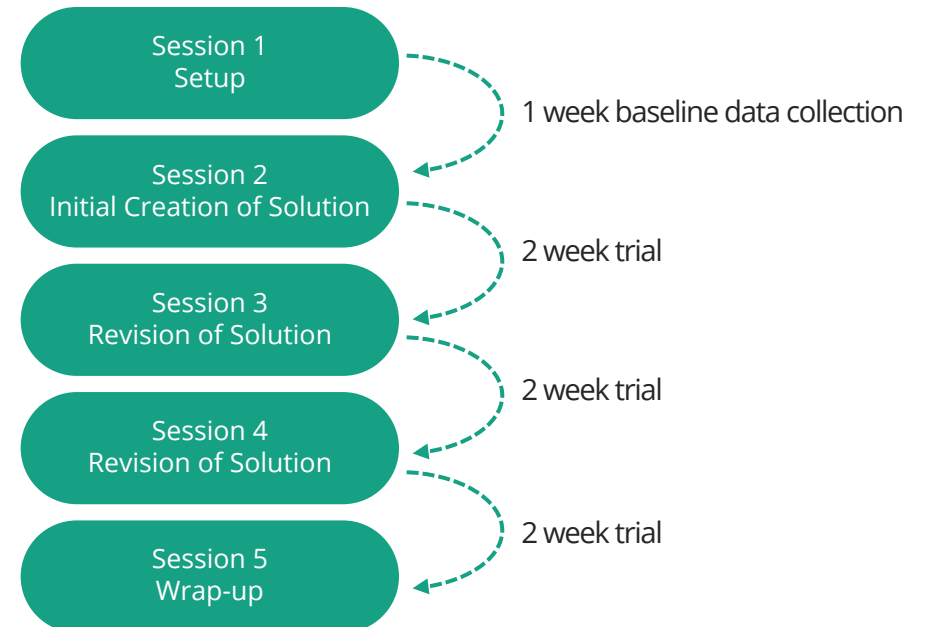 Session 1
Setup
1 week baseline data collection
Session 2
Initial Creation of Solution
2 week trial
Session 3
Revision of Solution
2 week trial
Session 4
Revision of Solution
2 week trial
Session 5
Wrap-up